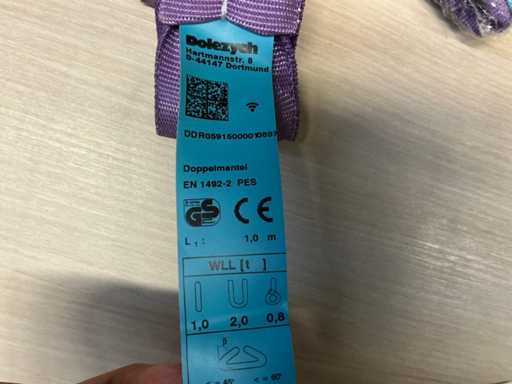 Dolezych
Hartmannstr. 8
D-44147 Dortmund
Doppelmantel
EN 1492-2 PES
GS CE
L₁: 1,0 m
WLL [t ]
1,0 2,0 0,8
β